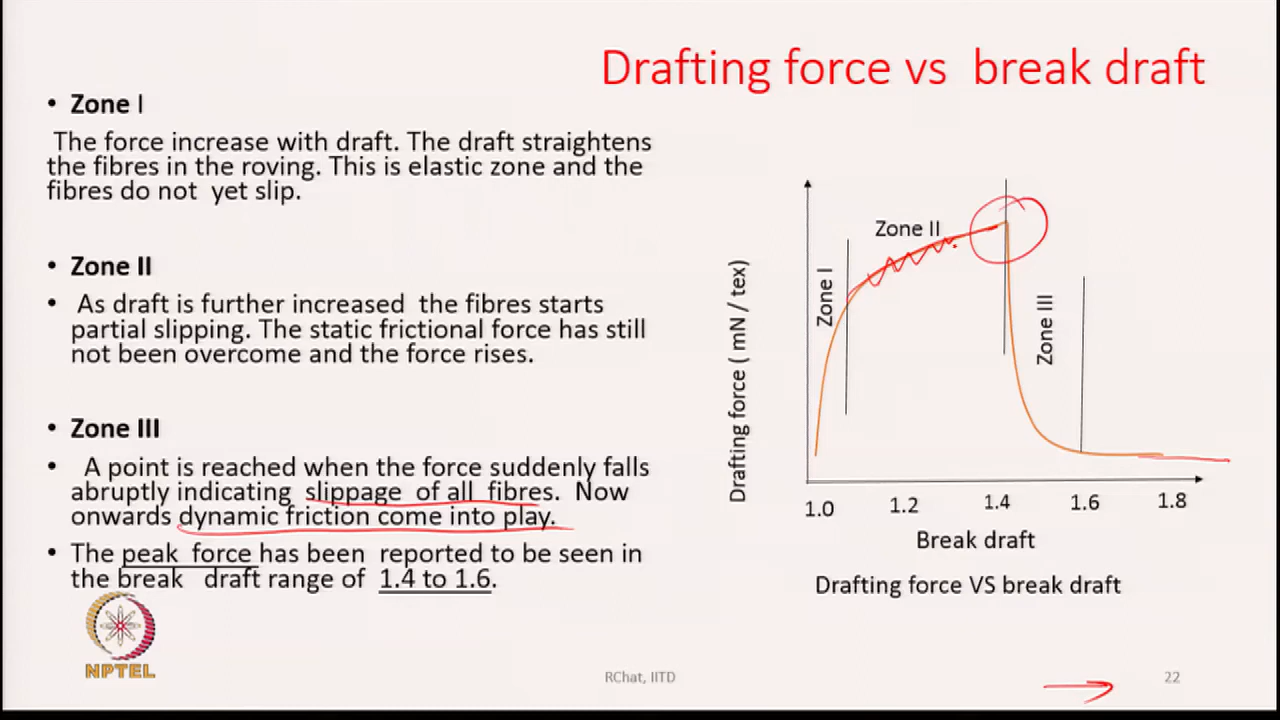 Drafting force vs break draft
• Zone I
The force increase with draft. The draft straightens
the fibres in the roving. This is elastic zone and the
fibres do not yet slip.
• Zone II
• As draft is further increased the fibres starts
partial slipping. The static frictional force has still
not been overcome and the force rises.
• Zone III
• A point is reached when the force suddenly falls
abruptly indicating slippage of all fibres. Now
onwards dynamic friction come into play.
• The peak force has been reported to be seen in
the break draft range of 1.4 to 1.6.
Drafting force ( mN / tex)
Zone I
Zone II
Zone III
1.0 1.2 1.4 1.6 1.8
Break draft
Drafting force VS break draft
NPTEL
RChat, IITD
22